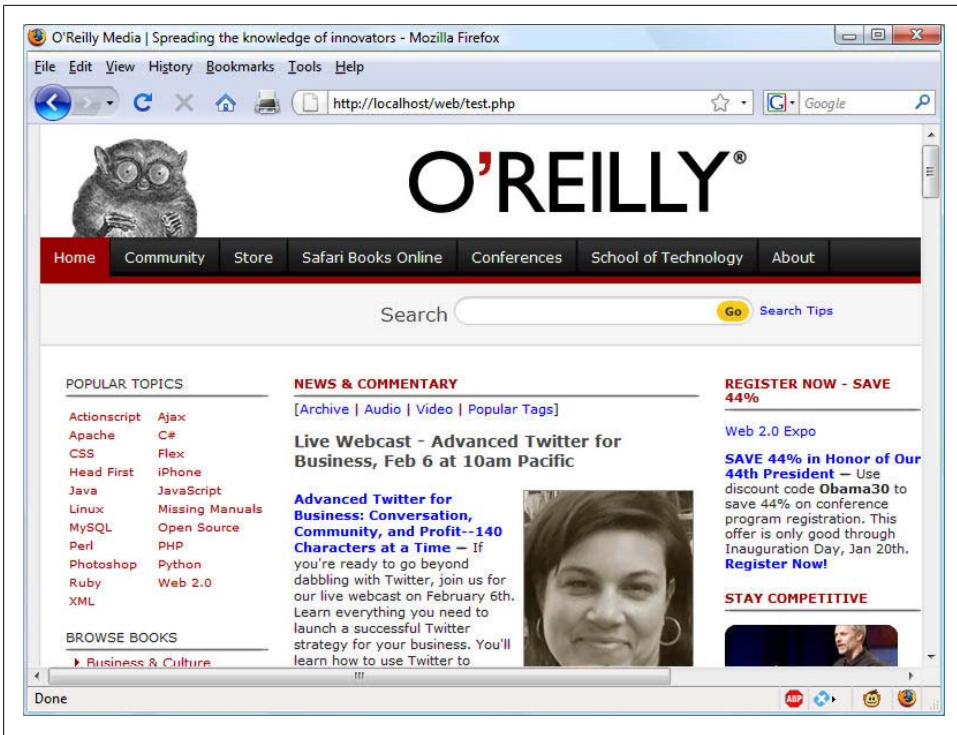 O'Reilly Media | Spreading the knowledge of innovators - Mozilla Firefox
File Edit View History Bookmarks Tools Help
http://localhost/web/test.php
G Google
O'REILLY®
Home Community Store Safari Books Online Conferences School of Technology About
Search Go Search Tips
POPULAR TOPICS
Actionscript Ajax
Apache C#
CSS Flex
Head First iPhone
Java JavaScript
Linux Missing Manuals
MySQL Open Source
Perl PHP
Photoshop Python
Ruby Web 2.0
XML
BROWSE BOOKS
Business & Culture
NEWS & COMMENTARY
[Archive | Audio | Video | Popular Tags]
Live Webcast - Advanced Twitter for
Business, Feb 6 at 10am Pacific
Advanced Twitter for
Business: Conversation,
Community, and Profit--140
Characters at a Time — If
you're ready to go beyond
dabbling with Twitter, join us for
our live webcast on February 6th.
Learn everything you need to
launch a successful Twitter
strategy for your business. You'll
learn how to use Twitter to
REGISTER NOW - SAVE
44%
Web 2.0 Expo
SAVE 44% in Honor of Our
44th President — Use
discount code Obama30 to
save 44% on conference
program registration. This
offer is only good through
Inauguration Day, Jan 20th.
Register Now!
STAY COMPETITIVE
Done
ABP